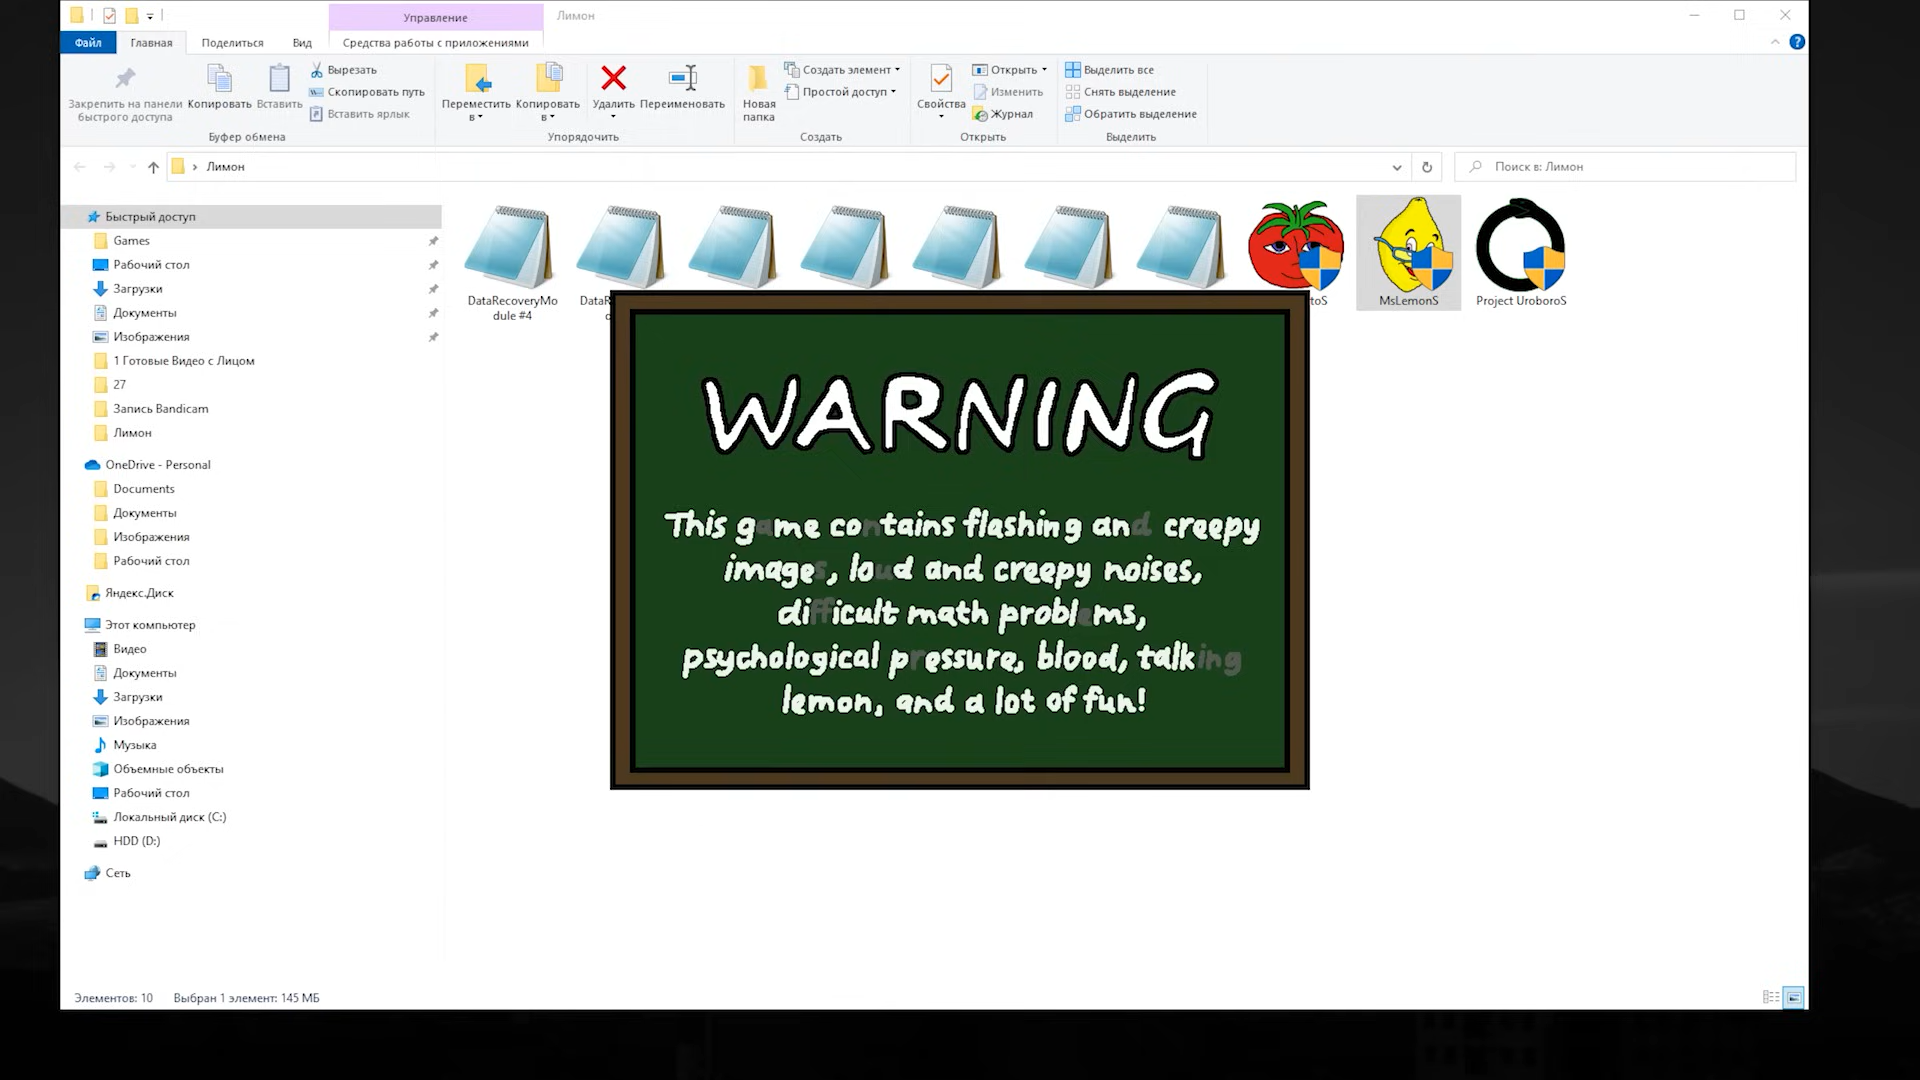 Управление
Лимон
Файл
Главная
Поделиться
Вид
Средства работы с приложениями
Закрепить на панели
быстрого доступа
Копировать
Вставить
Вырезать
Скопировать путь
Вставить ярлык
Буфер обмена
Переместить
в
Копировать
в
Удалить
Переименовать
Упорядочить
Новая
папка
Создать элемент
Простой доступ
Создать
Свойства
Открыть
Изменить
Журнал
Открыть
Выделить все
Снять выделение
Обратить выделение
Выделить
Лимон
Поиск в: Лимон
Быстрый доступ
Games
Рабочий стол
Загрузки
Документы
Изображения
1 Готовые Видео с Лицом
27
Запись Bandicam
Лимон
OneDrive - Personal
Documents
Документы
Изображения
Рабочий стол
Яндекс.Диск
Этот компьютер
Видео
Документы
Загрузки
Изображения
Музыка
Объемные объекты
Рабочий стол
Локальный диск (C:)
HDD (D:)
Сеть
DataRecoveryMo
dule #4
MsLemonS
Project UroboroS
WARNING
This game contains flashing and creepy
images, loud and creepy noises,
difficult math problems,
psychological pressure, blood, talking
lemon, and a lot of fun!
Элементов: 10
Выбран 1 элемент: 145 МБ